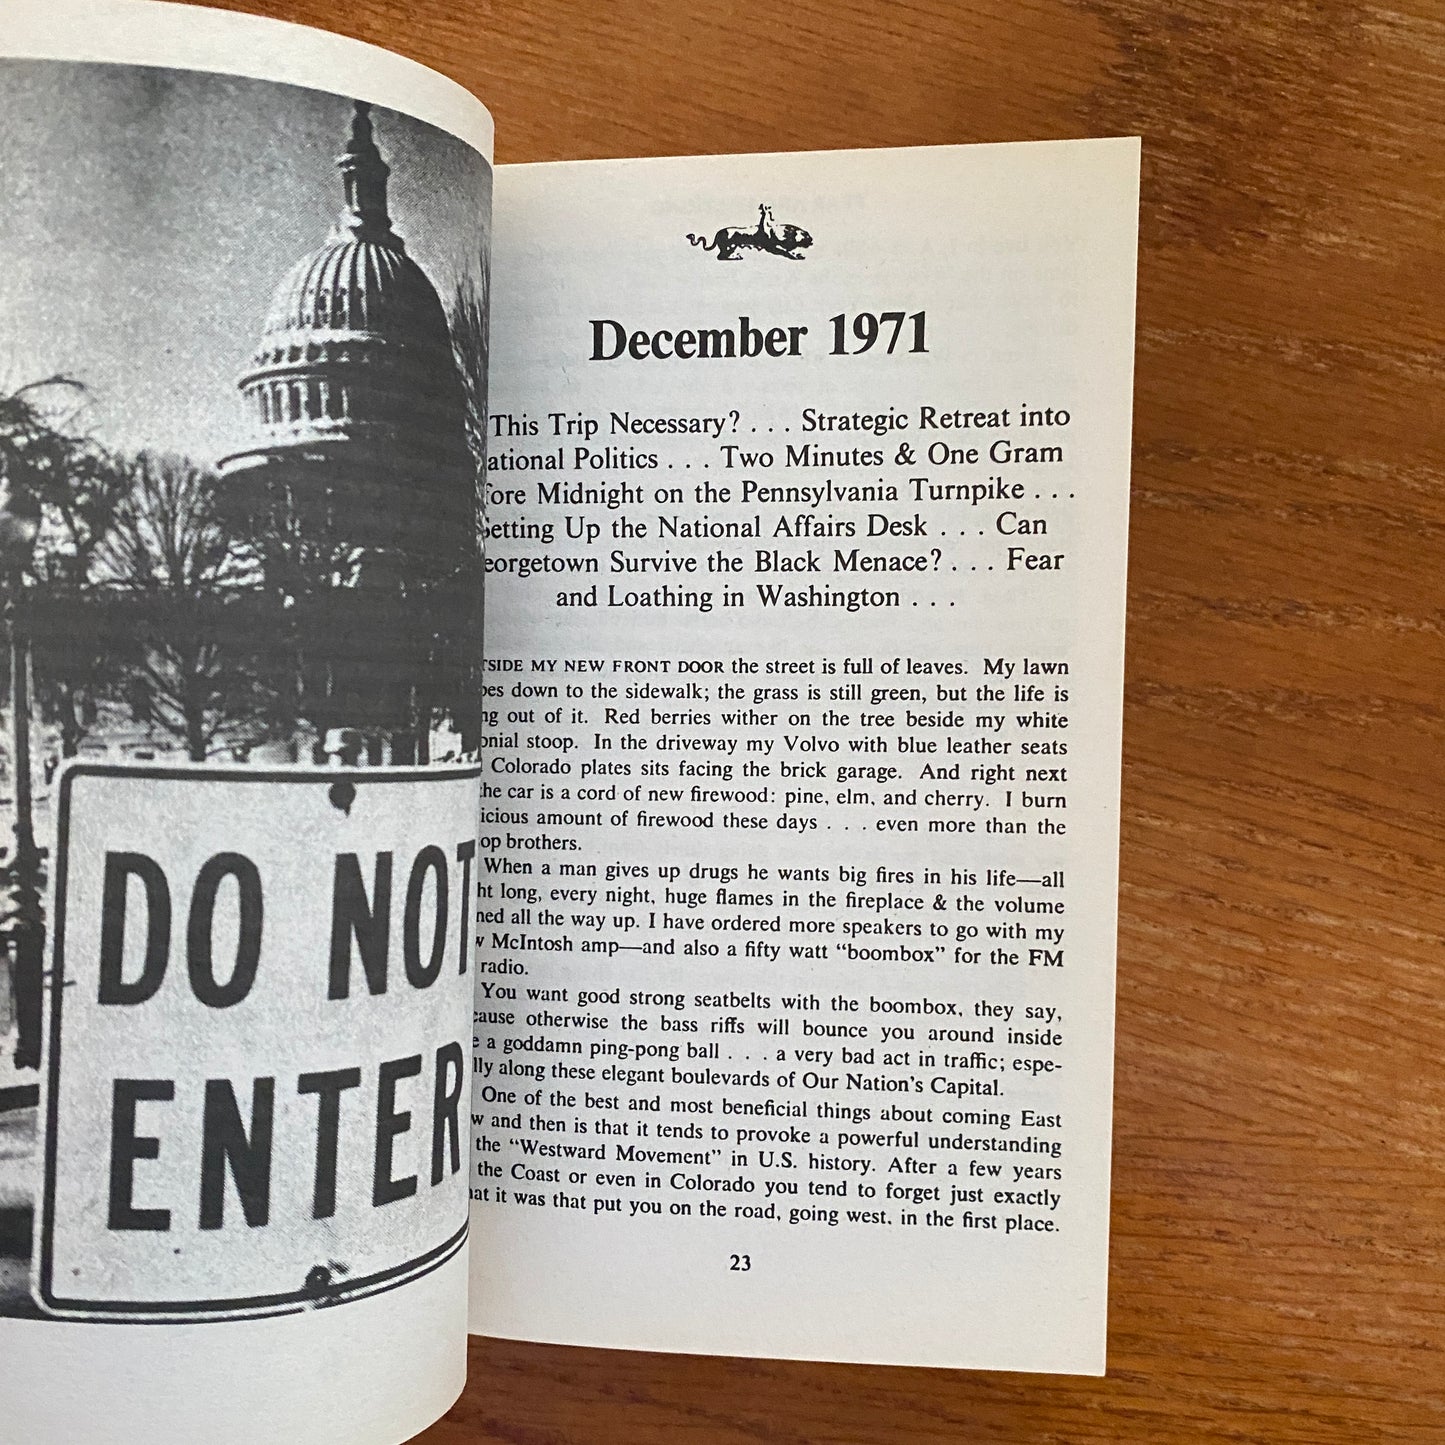 DO NOT
ENTER
December 1971
This Trip Necessary? . . . Strategic Retreat into
ational Politics . . . Two Minutes & One Gram
fore Midnight on the Pennsylvania Turnpike . . .
etting Up the National Affairs Desk . . . Can
eorgetown Survive the Black Menace? . . . Fear
and Loathing in Washington . . .
TSIDE MY NEW FRONT DOOR the street is full of leaves. My lawn
pes down to the sidewalk; the grass is still green, but the life is
ng out of it. Red berries wither on the tree beside my white
onial stoop. In the driveway my Volvo with blue leather seats
Colorado plates sits facing the brick garage. And right next
the car is a cord of new firewood: pine, elm, and cherry. I burn
icious amount of firewood these days . . . even more than the
op brothers.
When a man gives up drugs he wants big fires in his life—all
ht long, every night, huge flames in the fireplace & the volume
ned all the way up. I have ordered more speakers to go with my
w McIntosh amp—and also a fifty watt "boombox" for the FM
radio.
You want good strong seatbelts with the boombox, they say,
cause otherwise the bass riffs will bounce you around inside
e a goddamn ping-pong ball . . . a very bad act in traffic; espe-
lly along these elegant boulevards of Our Nation's Capital.
One of the best and most beneficial things about coming East
w and then is that it tends to provoke a powerful understanding
the "Westward Movement" in U.S. history. After a few years
the Coast or even in Colorado you tend to forget just exactly
at it was that put you on the road, going west, in the first place.
23